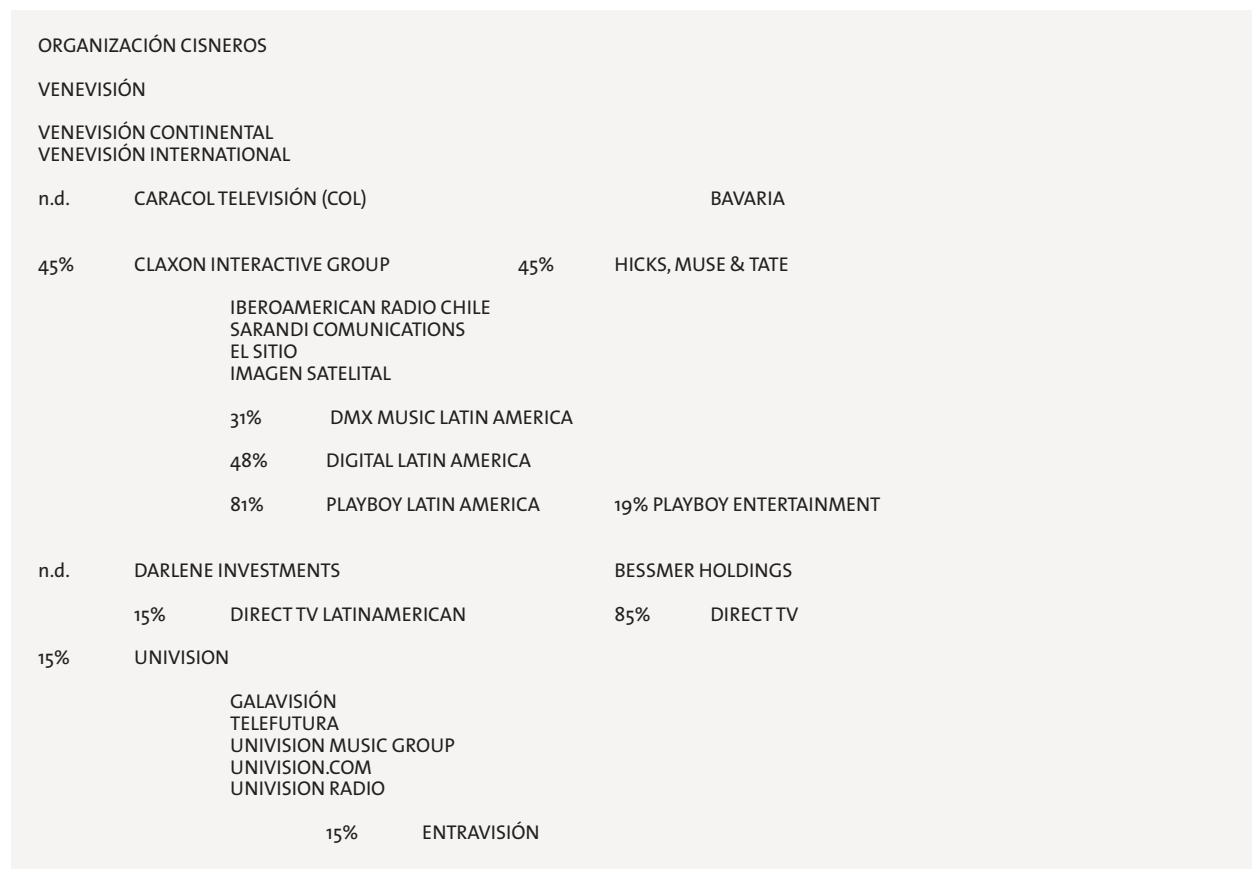 ORGANIZACIÓN CISNEROS
VENEVISIÓN
VENEVISIÓN CONTINENTAL
VENEVISIÓN INTERNATIONAL
n.d. CARACOL TELEVISIÓN (COL) BAVARIA
45% CLAXON INTERACTIVE GROUP 45% HICKS, MUSE & TATE
IBEROAMERICAN RADIO CHILE
SARANDI COMUNICATIONS
EL SITIO
IMAGEN SATELITAL
31% DMX MUSIC LATIN AMERICA
48% DIGITAL LATIN AMERICA
81% PLAYBOY LATIN AMERICA 19% PLAYBOY ENTERTAINMENT
n.d. DARLENE INVESTMENTS BESSMER HOLDINGS
15% DIRECT TV LATINAMERICAN 85% DIRECT TV
15% UNIVISION
GALAVISIÓN
TELEFUTURA
UNIVISION MUSIC GROUP
UNIVISION.COM
UNIVISION RADIO
15% ENTRAVISIÓN